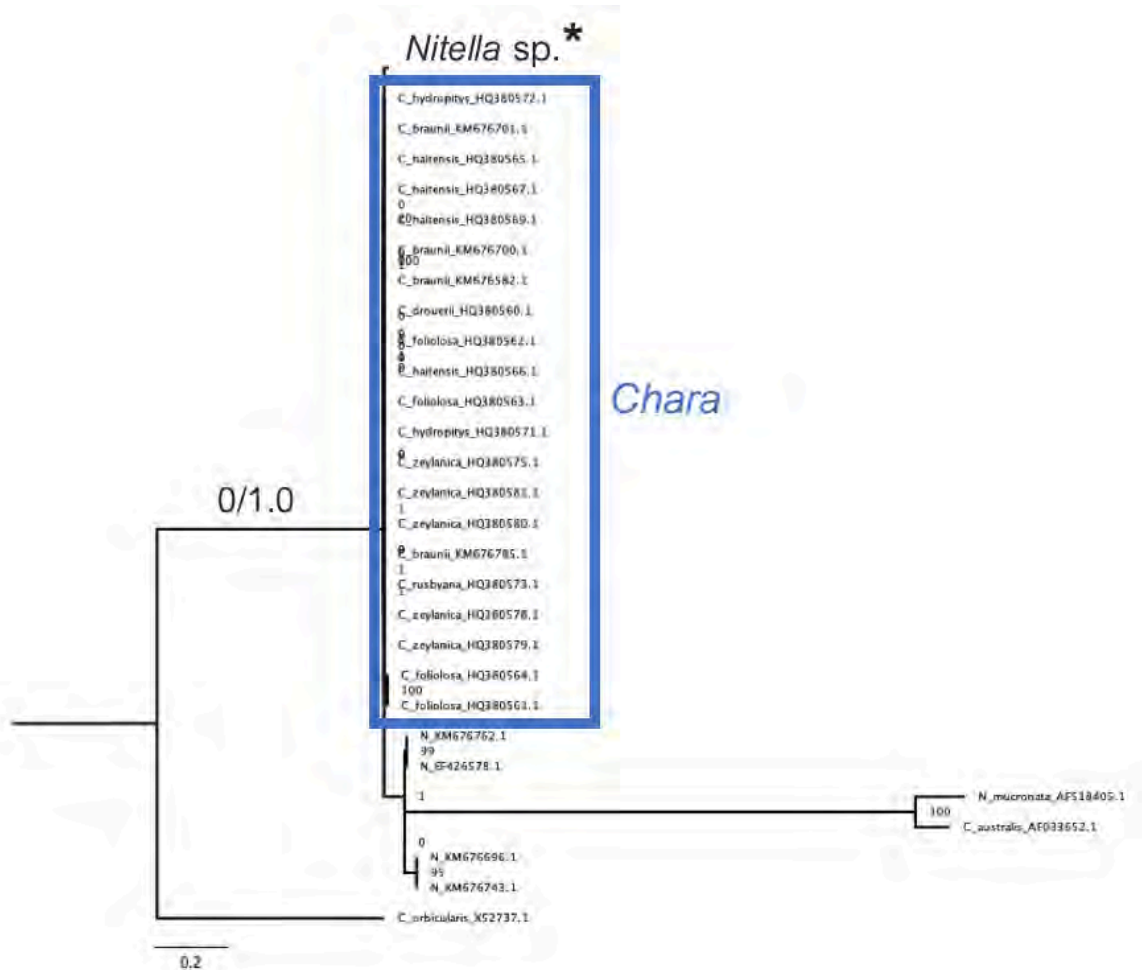 Nitella sp.*
C_hydropitys_HQ380572.1
C_braunii_KM676701.1
C_haitensis_HQ380565.1
C_haitensis_HQ380567.1
0
C_haitensis_HQ380569.1
C_braunii_KM676700.1
100
C_braunii_KM676582.1
C_drouetii_HQ380560.1
C_foliolosa_HQ380562.1
C_haitensis_HQ380566.1
C_foliolosa_HQ380563.1
Chara
C_hydropitys_HQ380571.1
C_zeylanica_HQ380575.1
C_zeylanica_HQ380581.1
1
0/1.0
C_zeylanica_HQ380580.1
C_braunii_KM676785.1
1
C_rusbyana_HQ380573.1
C_zeylanica_HQ380578.1
C_zeylanica_HQ380579.1
C_foliolosa_HQ380564.1
100
C_foliolosa_HQ380561.1
N_KM676762.1
99
N_EF426578.1
1
N_mucronata_AF518405.1
100
C_australis_AF033652.1
0
N_KM676696.1
95
N_KM676743.1
C_orbicularis_X52737.1
0.2